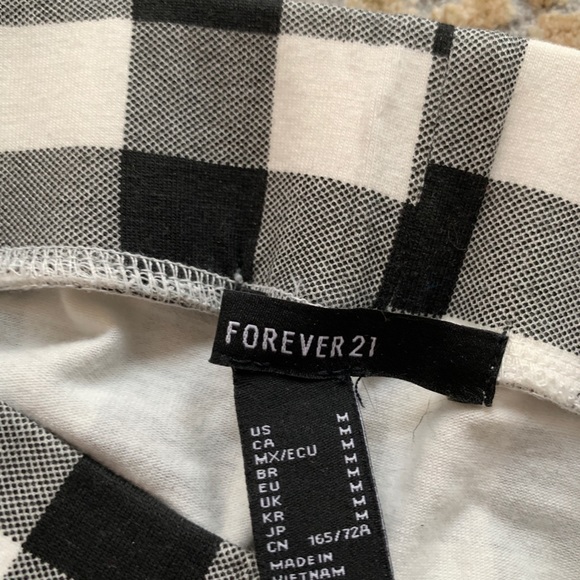 FOREVER 21
US M
CA M
MX/ECU M
BR M
EU M
UK M
KR M
JP M
CN 165/72A
MADE IN
VIETNAM